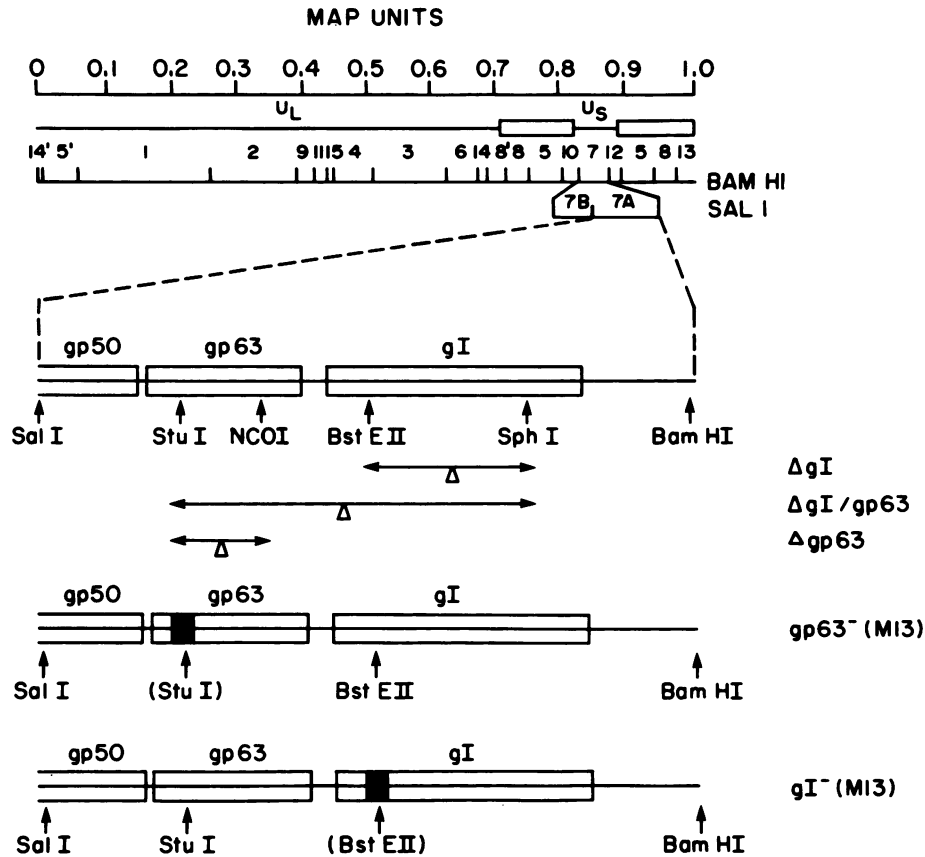 MAP UNITS
0 0.1 0.2 0.3 0.4 0.5 0.6 0.7 0.8 0.9 1.0
UL US
14' 5' 1 2 9 11 15 4 3 6 14 8' 8 5 10 7 12 5 8 13
BAM HI
7B 7A SAL I
gp50 gp63 gI
Sal I Stu I NCOI Bst EII Sph I Bam HI
Δ ΔgI
Δ ΔgI/gp63
Δ Δgp63
gp50 gp63 gI
gp63⁻(M13)
Sal I (Stu I) Bst EII Bam HI
gp50 gp63 gI
gI⁻(M13)
Sal I Stu I (Bst EII) Bam HI